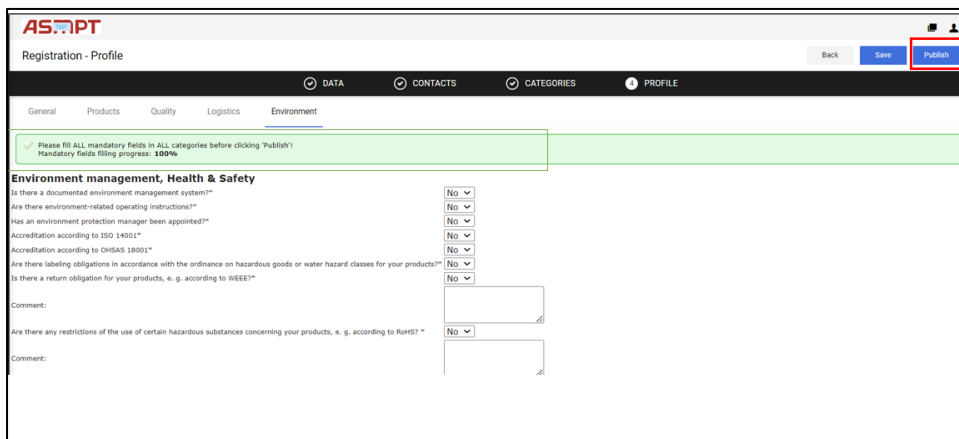 ASMPT
TEST
Registration - Profile
Back
Save
Publish
DATA
CONTACTS
CATEGORIES
4 PROFILE
General
Products
Quality
Logistics
Environment
Please fill ALL mandatory fields in ALL categories before clicking 'Publish'!
Mandatory fields filling progress: 100%
Environment management, Health & Safety
Is there a documented environment management system?* No
Are there environment-related operating instructions?* No
Has an environment protection manager been appointed?* No
Accreditation according to ISO 14001* No
Accreditation according to OHSAS 18001* No
Are there labeling obligations in accordance with the ordinance on hazardous goods or water hazard classes for your products?* No
Is there a return obligation for your products, e. g. according to WEEE?* No
Comment:
Are there any restrictions of the use of certain hazardous substances concerning your products, e. g. according to RoHS? * No
Comment: